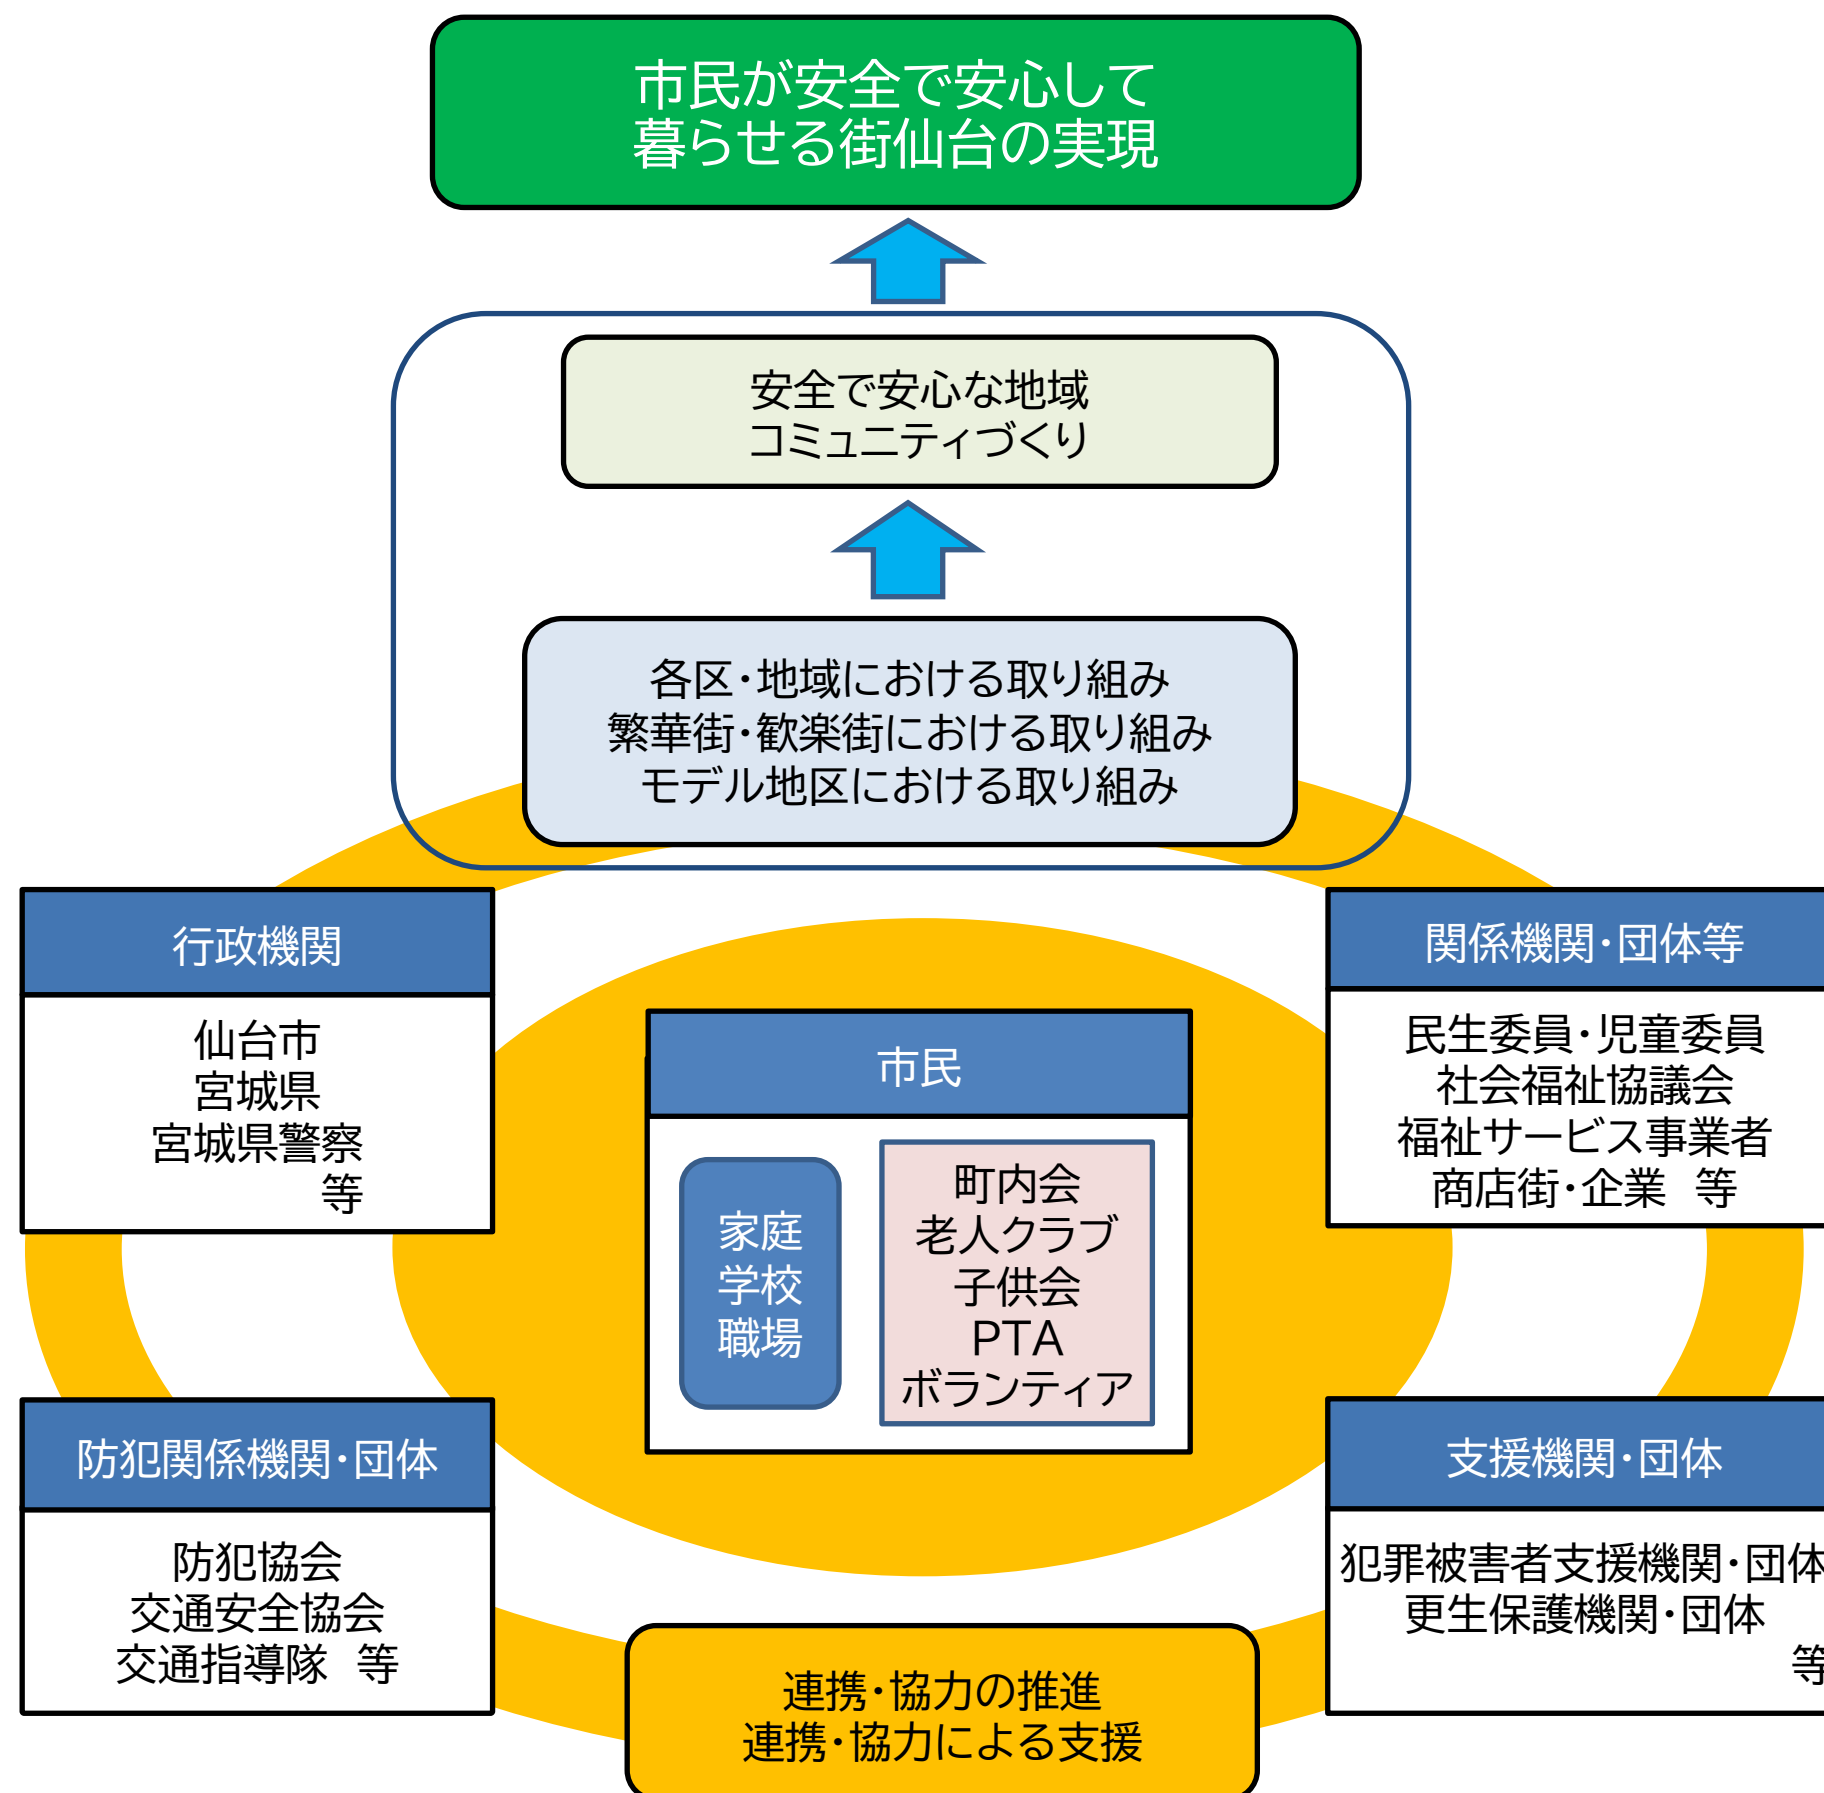 市民が安全で安心して
暮らせる街仙台の実現
安全で安心な地域
コミュニティづくり
各区・地域における取り組み
繁華街・歓楽街における取り組み
モデル地区における取り組み
行政機関
仙台市
宮城県
宮城県警察
等
関係機関・団体等
民生委員・児童委員
社会福祉協議会
福祉サービス事業者
商店街・企業　等
市民
家庭
学校
職場
町内会
老人クラブ
子供会
PTA
ボランティア
防犯関係機関・団体
防犯協会
交通安全協会
交通指導隊　等
支援機関・団体
犯罪被害者支援機関・団体
更生保護機関・団体
等
連携・協力の推進
連携・協力による支援